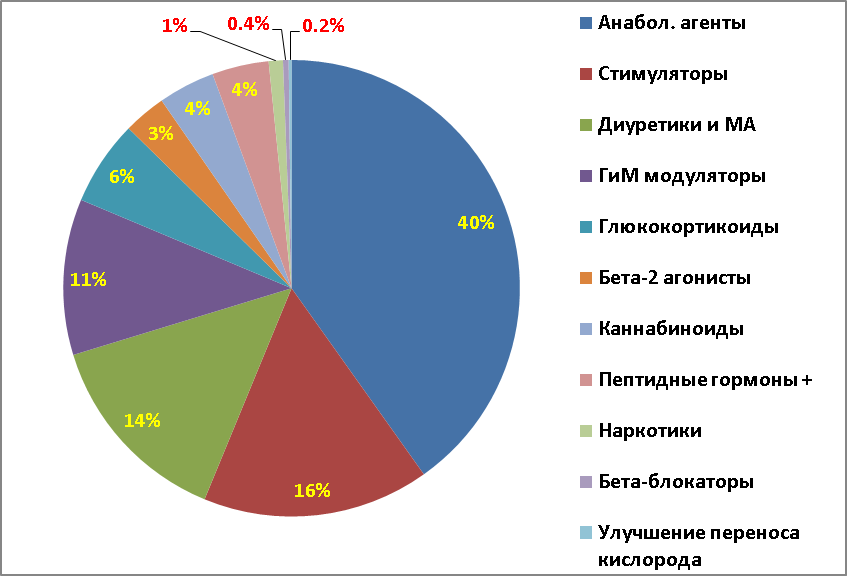 1%
0.4%
0.2%
4%
4%
3%
6%
11%
14%
16%
40%
Анабол. агенты
Стимуляторы
Диуретики и МА
ГиМ модуляторы
Глюкокортикоиды
Бета-2 агонисты
Каннабиноиды
Пептидные гормоны +
Наркотики
Бета-блокаторы
Улучшение переноса
кислорода